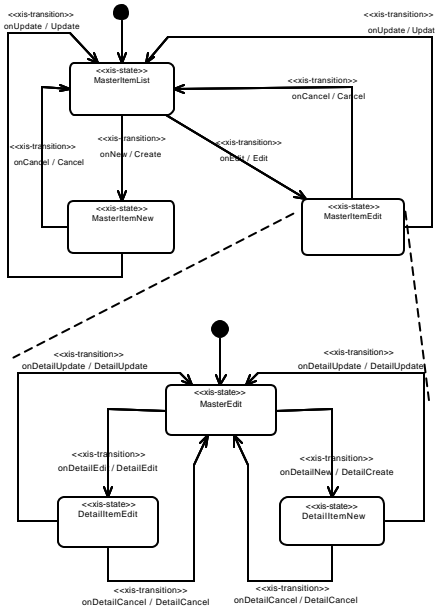 <<xis-transition>>
onUpdate / Update
<<xis-transition>>
onUpdate / Updat
<<xis-state>>
MasterItemList
<<xis-transition>>
onCancel / Cancel
<<xis-transition>>
onCancel / Cancel
<<xis-transition>>
onNew / Create
<<xis-transition>>
onEdit / Edit
<<xis-state>>
MasterItemNew
<<xis-state>>
MasterItemEdit
<<xis-transition>>
onDetailUpdate / DetailUpdate
<<xis-transition>>
onDetailUpdate / DetailUpdate
<<xis-state>>
MasterEdit
<<xis-transition>>
onDetailEdit / DetailEdit
<<xis-transition>>
onDetailNew / DetailCreate
<<xis-state>>
DetailItemEdit
<<xis-state>>
DetailItemNew
<<xis-transition>>
onDetailCancel / DetailCancel
<<xis-transition>>
onDetailCancel / DetailCancel